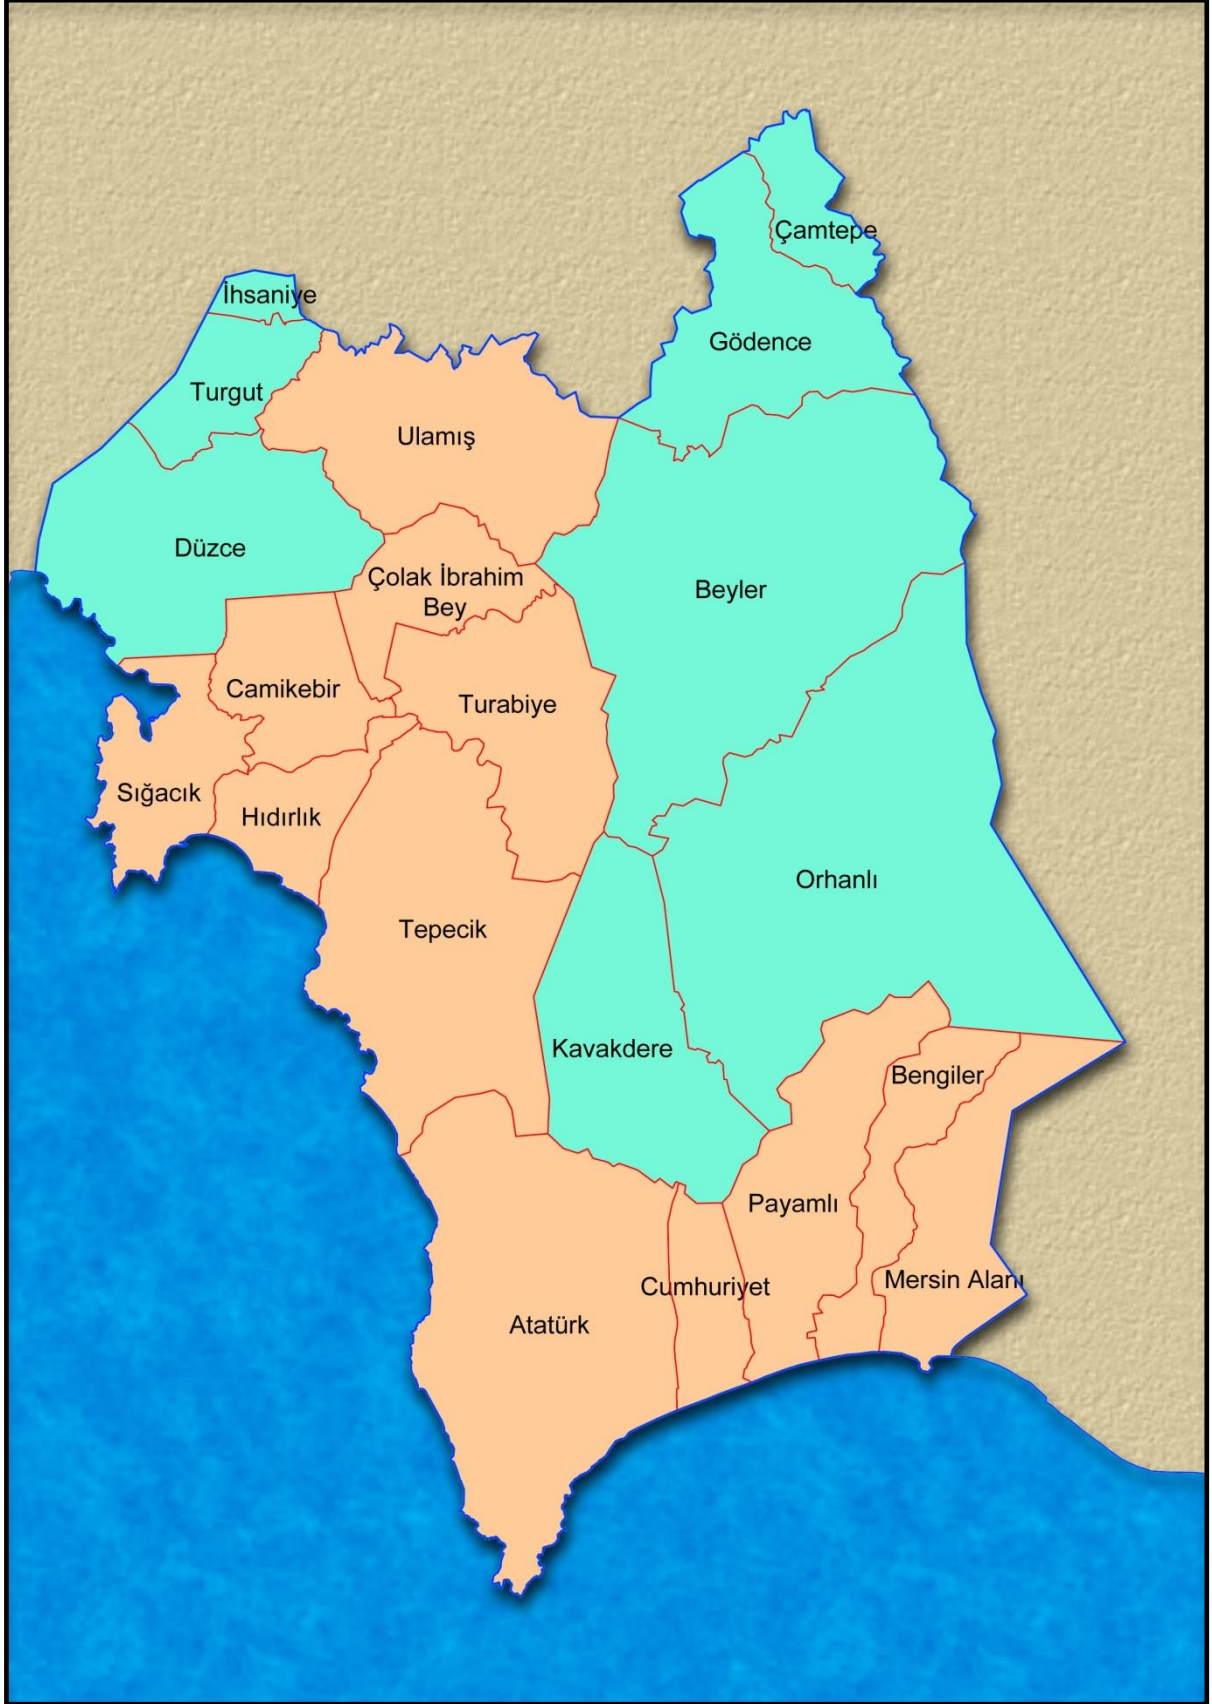 Çamtepe
İhsaniye
Gödence
Turgut
Ulamış
Düzce
Çolak İbrahim
Bey
Beyler
Camikebir
Turabiye
Sığacık
Hıdırlık
Orhanlı
Tepecik
Kavakdere
Bengiler
Payamlı
Mersin Alanı
Cumhuriyet
Atatürk